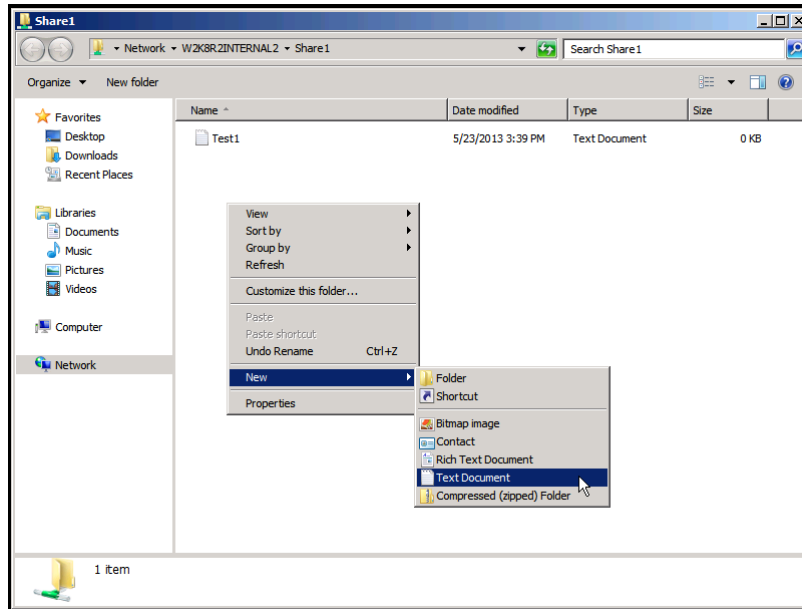 Share1
Network W2K8R2INTERNAL2 Share1
Search Share1
Organize New folder
Name Date modified Type Size
Test1 5/23/2013 3:39 PM Text Document 0 KB
Favorites
Desktop
Downloads
Recent Places
Libraries
Documents
Music
Pictures
Videos
Computer
Network
View
Sort by
Group by
Refresh
Customize this folder...
Paste
Paste shortcut
Undo Rename Ctrl+Z
New
Properties
Folder
Shortcut
Bitmap image
Contact
Rich Text Document
Text Document
Compressed (zipped) Folder
1 item